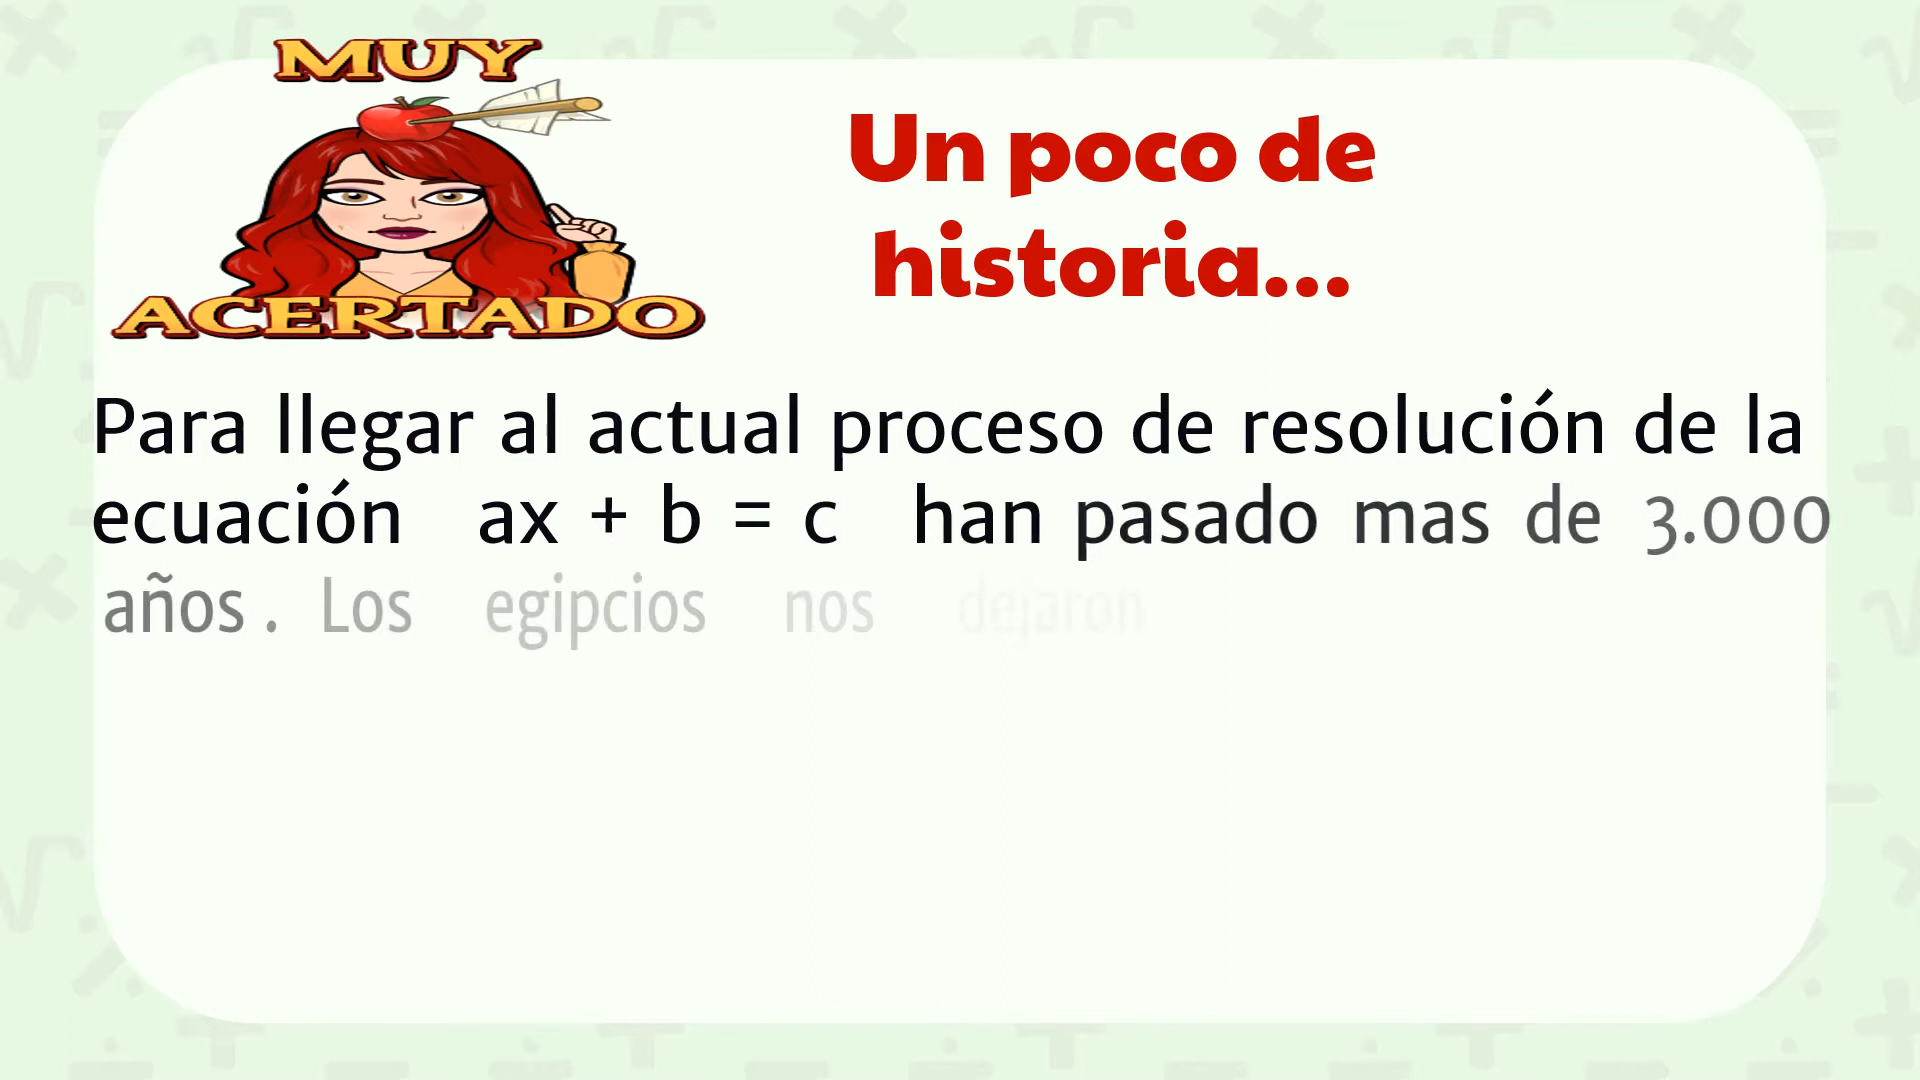 MUY
ACERTADO
Un poco de
historia...
Para llegar al actual proceso de resolución de la
ecuación ax + b = c han pasado mas de 3.000
años . Los egipcios nos dejaron